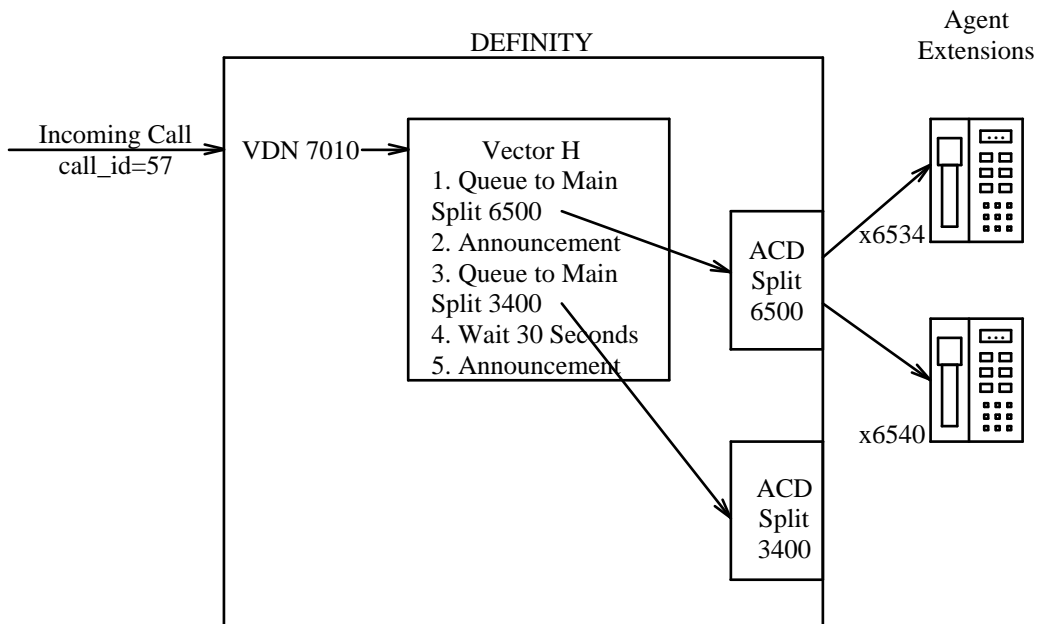 Agent
Extensions
DEFINITY
Incoming Call
call_id=57
VDN 7010
Vector H
1. Queue to Main
Split 6500
2. Announcement
3. Queue to Main
Split 3400
4. Wait 30 Seconds
5. Announcement
ACD
Split
6500
x6534
x6540
ACD
Split
3400